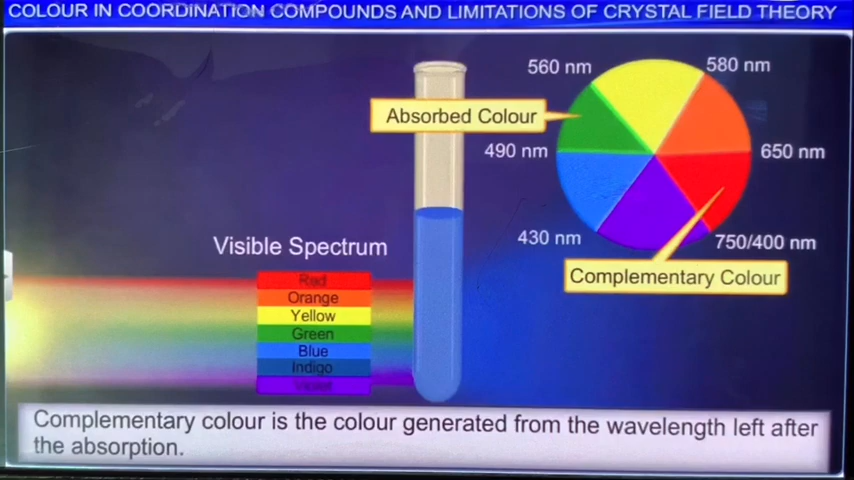 COLOUR IN COORDINATION COMPOUNDS AND LIMITATIONS OF CRYSTAL FIELD THEORY
560 nm
580 nm
Absorbed Colour
490 nm
650 nm
430 nm
750/400 nm
Visible Spectrum
Complementary Colour
Red
Orange
Yellow
Green
Blue
Indigo
Violet
Complementary colour is the colour generated from the wavelength left after
the absorption.